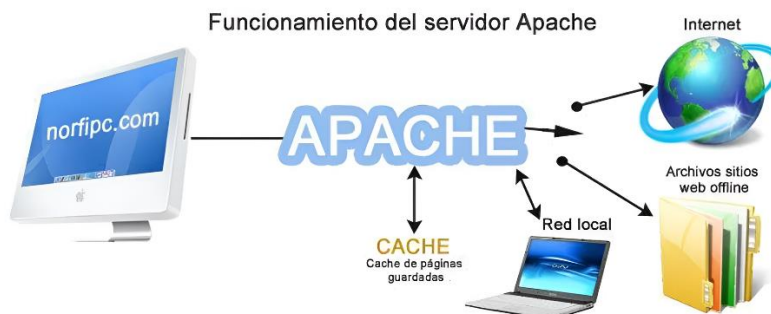 Funcionamiento del servidor Apache
Internet
norfipc.com
APACHE
Archivos sitios
web offline
Red local
CACHE
Cache de páginas
guardadas